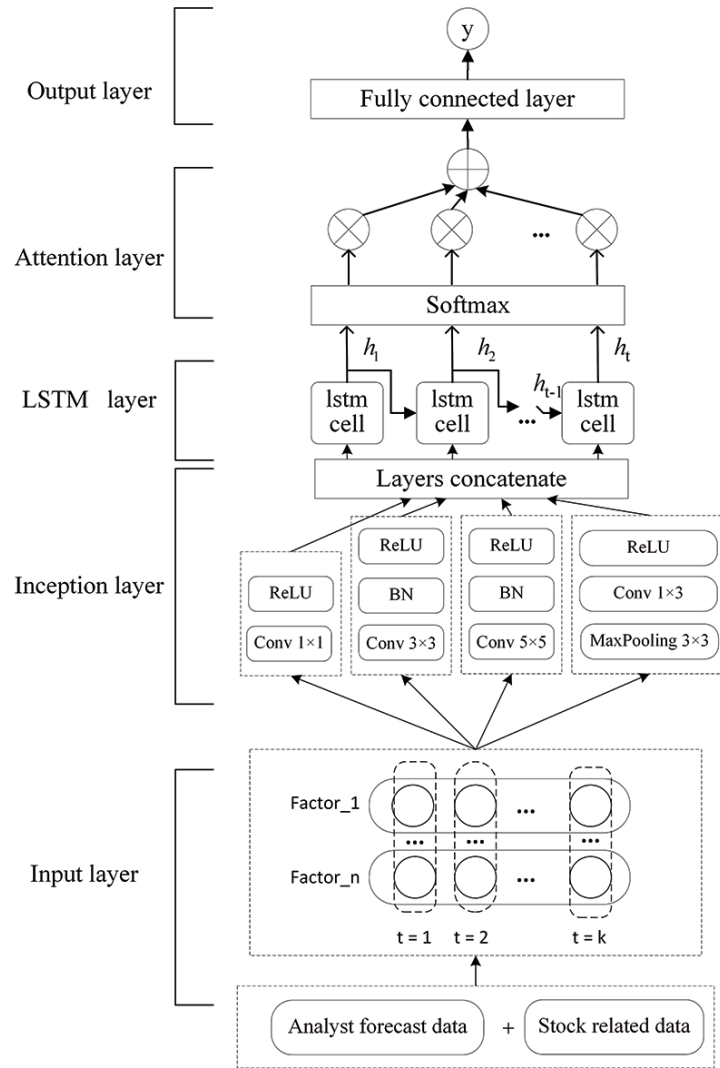 y
Output layer
Fully connected layer
Attention layer
...
Softmax
h1 h2 ht
LSTM layer
lstm cell
lstm cell
... ht-1
lstm cell
Layers concatenate
Inception layer
ReLU
Conv 1×1
ReLU
BN
Conv 3×3
ReLU
BN
Conv 5×5
ReLU
Conv 1×3
MaxPooling 3×3
Input layer
Factor_1 ...
... ... ...
Factor_n ...
t = 1 t = 2 t = k
Analyst forecast data + Stock related data